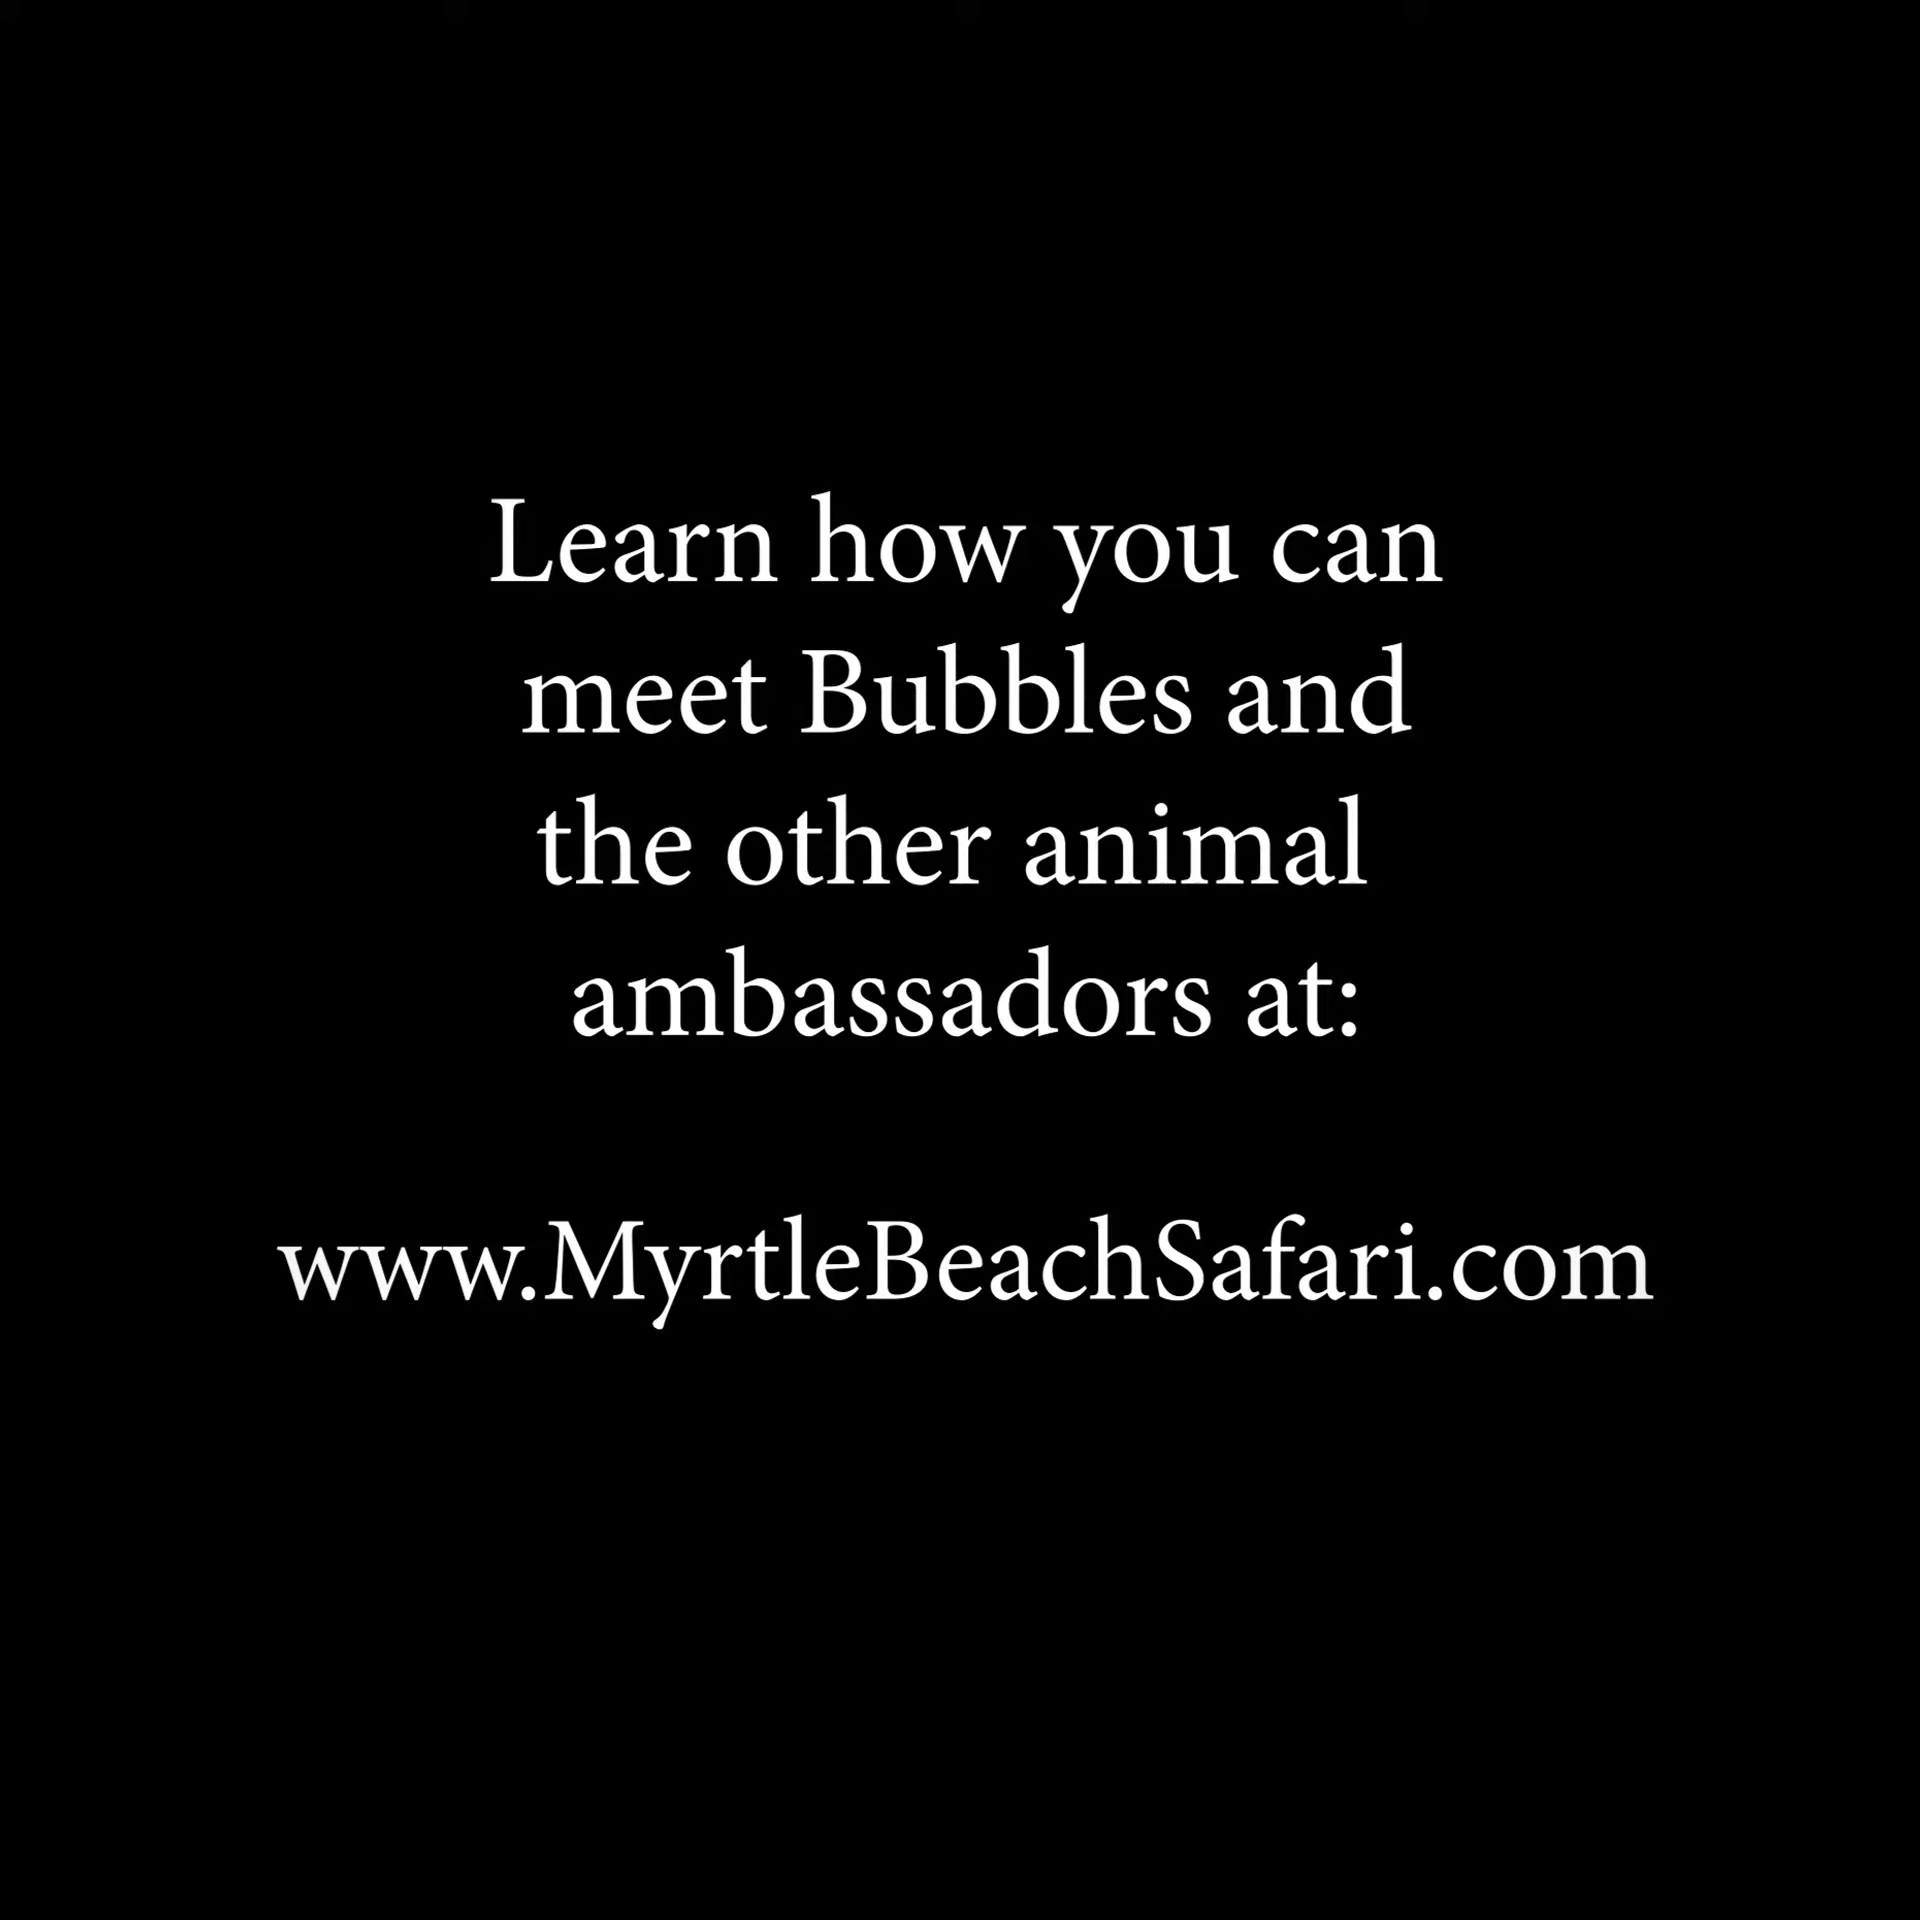 Learn how you can
meet Bubbles and
the other animal
ambassadors at:
www.MyrtleBeachSafari.com